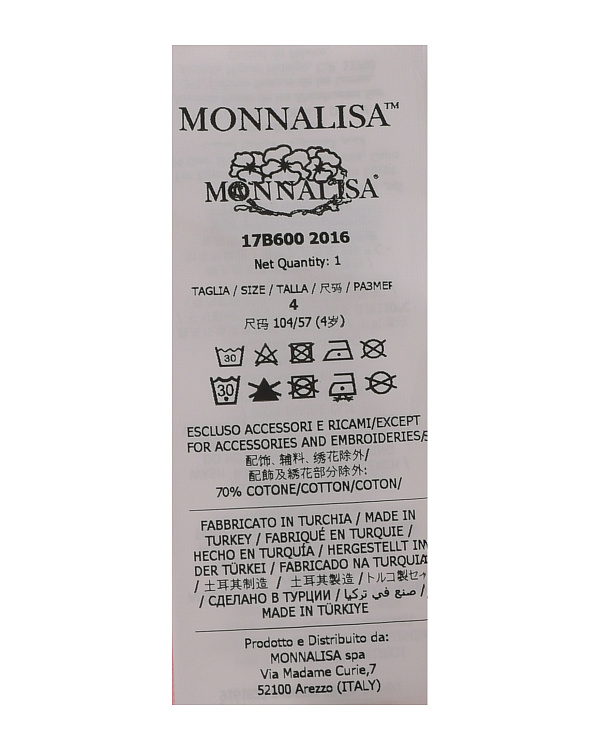 MONNALISA™
MONNALISA®
17B600 2016
Net Quantity: 1
TAGLIA / SIZE / TALLA / 尺码 / РАЗМЕР
4
尺码 104/57 (4岁)
30
30
ESCLUSO ACCESSORI E RICAMI/EXCEPT
FOR ACCESSORIES AND EMBROIDERIES/
配饰、辅料、绣花除外/
配飾及綉花部分除外:
70% COTONE/COTTON/COTON/
FABBRICATO IN TURCHIA / MADE IN
TURKEY / FABRIQUÉ EN TURQUIE /
HECHO EN TURQUÍA / HERGESTELLT IN
DER TÜRKEI / FABRICADO NA TURQUIA
/ 土耳其制造 / 土耳其製造 / トルコ製
/ СДЕЛАНО В ТУРЦИИ / صنع في تركيا /
MADE IN TÜRKİYE
Prodotto e Distribuito da:
MONNALISA spa
Via Madame Curie,7
52100 Arezzo (ITALY)